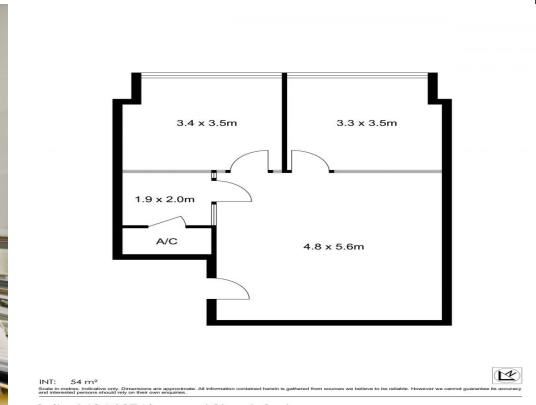 3.4 x 3.5m
3.3 x 3.5m
1.9 x 2.0m
A/C
4.8 x 5.6m
INT: 54 m²
Scale in metres. Indicative only. Dimensions are approximate. All information contained herein is gathered from sources we believe to be reliable. However we cannot guarantee its accuracy
and interested persons should rely on their own enquiries.